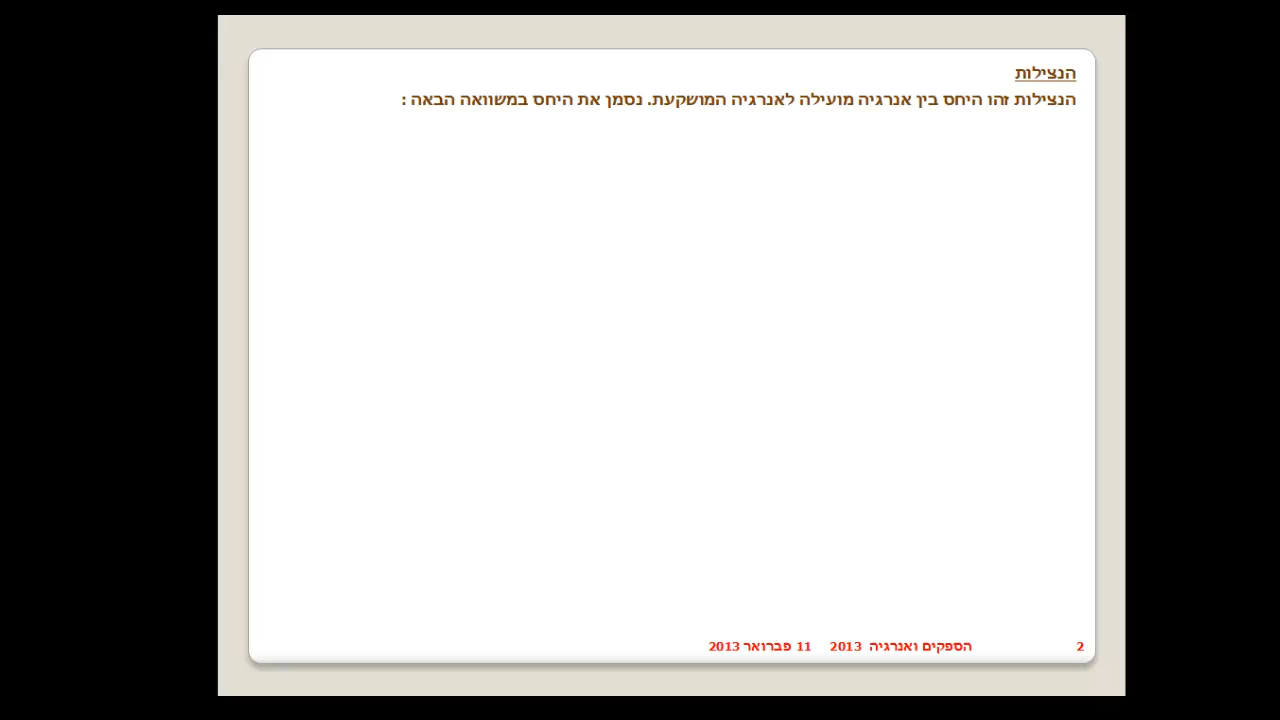 הנצילות
הנצילות זהו היחס בין אנרגיה מועילה לאנרגיה המושקעת. נסמן את היחס במשוואה הבאה :
2 הספקים ואנרגיה 2013 11 פברואר 2013